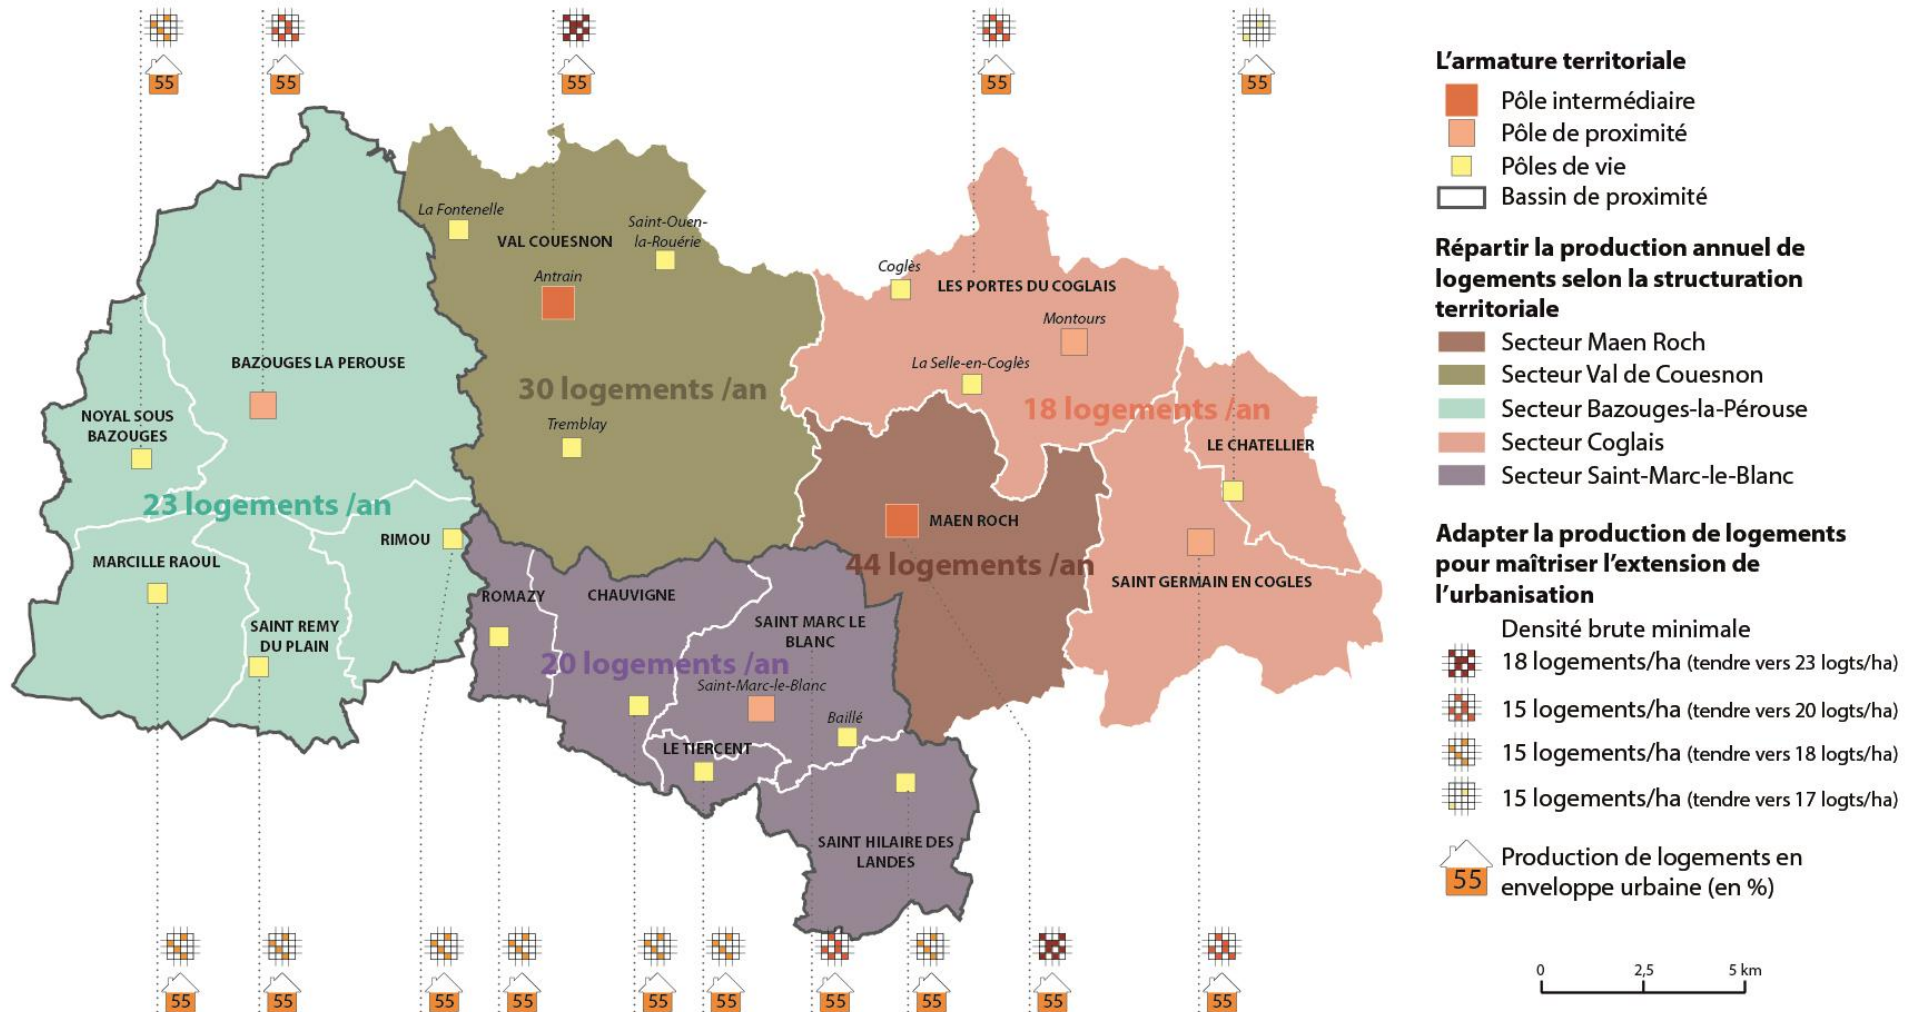 55
55
55
55
55
La Fontenelle
Saint-Ouen-
la-Rouérie
VAL COUESNON
Antrain
Coglès
LES PORTES DU COGLAIS
Montours
BAZOUGES LA PEROUSE
La Selle-en-Coglès
30 logements /an
18 logements /an
NOYAL SOUS
BAZOUGES
Tremblay
LE CHATELLIER
23 logements /an
MAEN ROCH
RIMOU
MARCILLE RAOUL
44 logements /an
SAINT GERMAIN EN COGLES
ROMAZY
CHAUVIGNE
SAINT REMY
DU PLAIN
SAINT MARC LE
BLANC
20 logements /an
Saint-Marc-le-Blanc
Baillé
LE TIERCENT
SAINT HILAIRE DES
LANDES
55
55
55
55
55
55
55
55
55
55
L'armature territoriale
Pôle intermédiaire
Pôle de proximité
Pôles de vie
Bassin de proximité
Répartir la production annuel de
logements selon la structuration
territoriale
Secteur Maen Roch
Secteur Val de Couesnon
Secteur Bazouges-la-Pérouse
Secteur Coglais
Secteur Saint-Marc-le-Blanc
Adapter la production de logements
pour maîtriser l'extension de
l'urbanisation
Densité brute minimale
18 logements/ha (tendre vers 23 logts/ha)
15 logements/ha (tendre vers 20 logts/ha)
15 logements/ha (tendre vers 18 logts/ha)
15 logements/ha (tendre vers 17 logts/ha)
55
Production de logements en
enveloppe urbaine (en %)
0 2,5 5 km